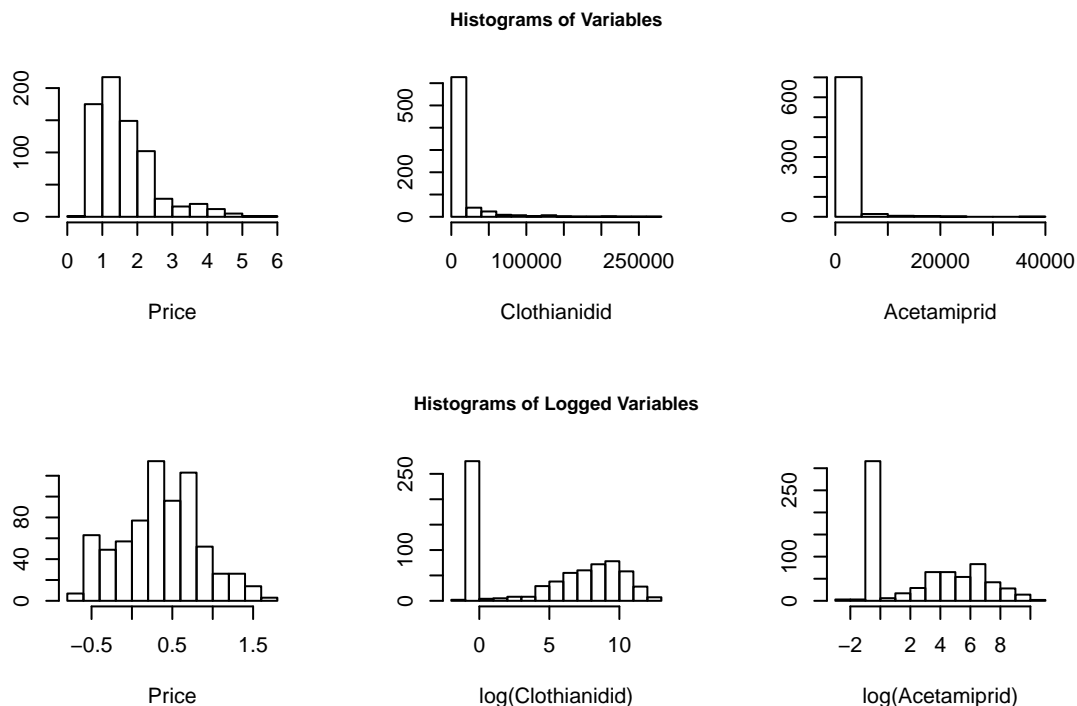 Histograms of Variables
0 100 200
0 1 2 3 4 5 6
Price
0 200 500
0 100000 250000
Clothianidid
0 300 600
0 20000 40000
Acetamiprid
Histograms of Logged Variables
0 40 80
−0.5 0.5 1.5
Price
0 100 250
0 5 10
log(Clothianidid)
0 100 250
−2 2 4 6 8
log(Acetamiprid)